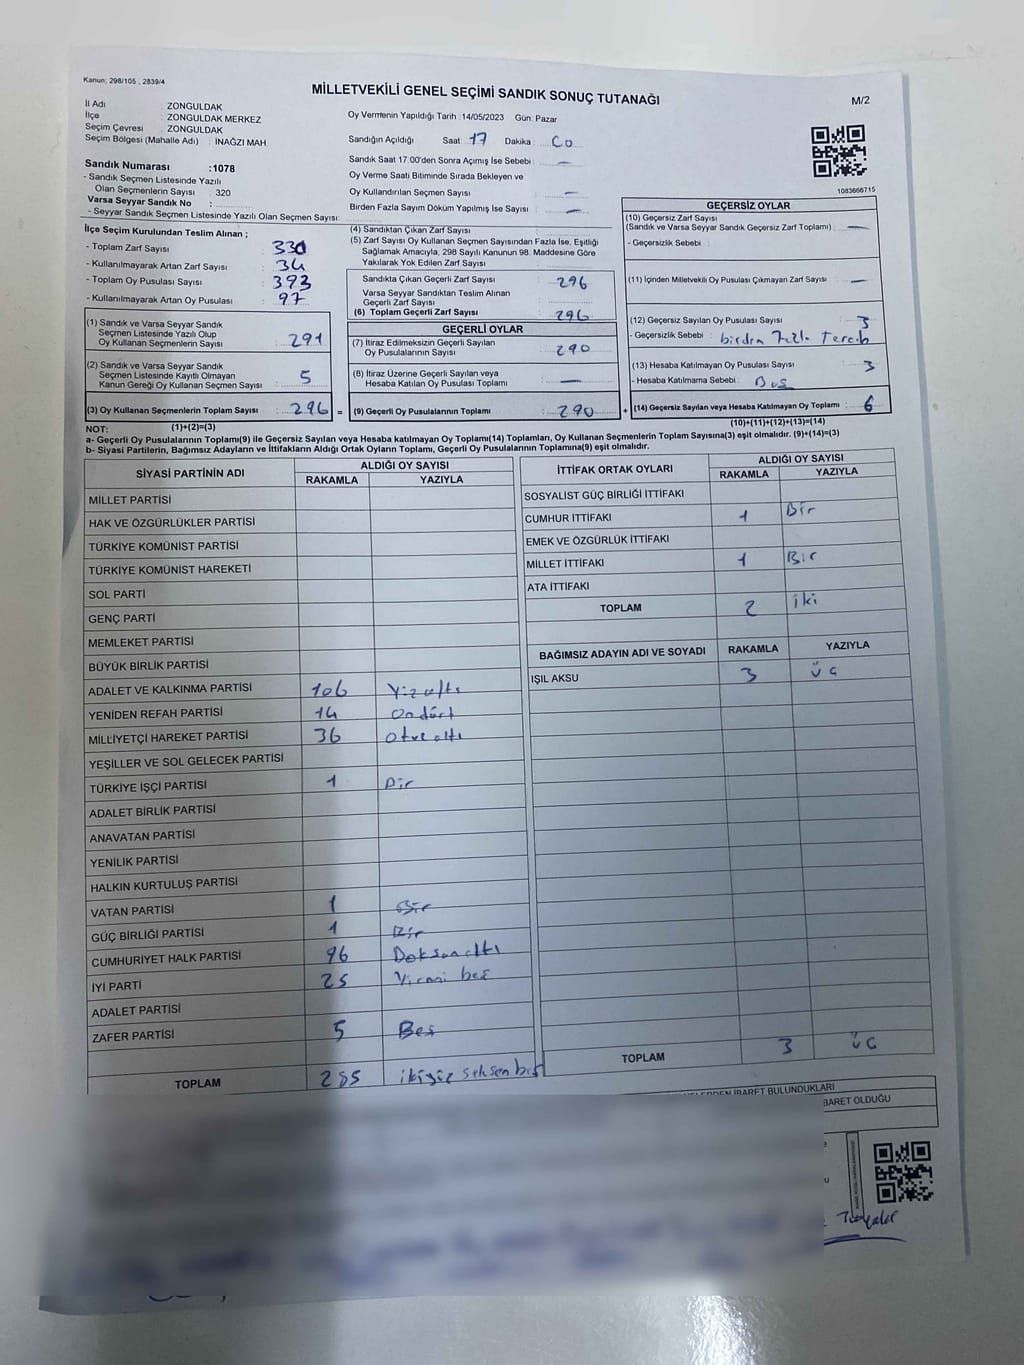 Kanun; 298/105 , 2839/4
MİLLETVEKİLİ GENEL SEÇİMİ SANDIK SONUÇ TUTANAĞI
M/2
İl Adı : ZONGULDAK
İlçe : ZONGULDAK MERKEZ
Seçim Çevresi : ZONGULDAK
Seçim Bölgesi (Mahalle Adı) : İNAĞZI MAH
Oy Vermenin Yapıldığı Tarih :14/05/2023 Gün: Pazar
Sandığın Açıldığı Saat: 17 Dakika :
Sandık Saat 17:00'den Sonra Açımış İse Sebebi : —
Oy Verme Saati Bitiminde Sırada Bekleyen ve
Oy Kullandırılan Seçmen Sayısı : —
Birden Fazla Sayım Döküm Yapılmış İse Sayısı : —
1083666715
Sandık Numarası :1078
- Sandık Seçmen Listesinde Yazılı
Olan Seçmenlerin Sayısı : 320
Varsa Seyyar Sandık No :
- Seyyar Sandık Seçmen Listesinde Yazılı Olan Seçmen Sayısı:
İlçe Seçim Kurulundan Teslim Alınan ;
- Toplam Zarf Sayısı : 330
- Kullanılmayarak Artan Zarf Sayısı : 34
- Toplam Oy Pusulası Sayısı : 393
- Kullanılmayarak Artan Oy Pusulası : 97
(1) Sandık ve Varsa Seyyar Sandık
Seçmen Listesinde Yazılı Olup
Oy Kullanan Seçmenlerin Sayısı : 291
(2) Sandık ve Varsa Seyyar Sandık
Seçmen Listesinde Kayıtlı Olmayan
Kanun Gereği Oy Kullanan Seçmen Sayısı : 5
(3) Oy Kullanan Seçmenlerin Toplam Sayısı : 296 =
(4) Sandıktan Çıkan Zarf Sayısı :
(5) Zarf Sayısı Oy Kullanan Seçmen Sayısından Fazla İse, Eşitliği
Sağlamak Amacıyla, 298 Sayılı Kanunun 98. Maddesine Göre
Yakılarak Yok Edilen Zarf Sayısı :
Sandıkta Çıkan Geçerli Zarf Sayısı : 296
Varsa Seyyar Sandıktan Teslim Alınan
Geçerli Zarf Sayısı :
(6) Toplam Geçerli Zarf Sayısı : 296
GEÇERLİ OYLAR
(7) İtiraz Edilmeksizin Geçerli Sayılan
Oy Pusulalarının Sayısı : 290
(8) İtiraz Üzerine Geçerli Sayılan veya
Hesaba Katılan Oy Pusulası Toplamı : —
(9) Geçerli Oy Pusulalarının Toplamı : 290 +
GEÇERSİZ OYLAR
(10) Geçersiz Zarf Sayısı
(Sandık ve Varsa Seyyar Sandık Geçersiz Zarf Toplamı) : —
- Geçersizlik Sebebi :
(11) İçinden Milletvekili Oy Pusulası Çıkmayan Zarf Sayısı : —
(12) Geçersiz Sayılan Oy Pusulası Sayısı : 3
- Geçersizlik Sebebi : birden Fazla Tercih
(13) Hesaba Katılmayan Oy Pusulası Sayısı : 3
- Hesaba Katılmama Sebebi : Boş
(14) Geçersiz Sayılan veya Hesaba Katılmayan Oy Toplamı : 6
NOT: (1)+(2)=(3)
(10)+(11)+(12)+(13)=(14)
a- Geçerli Oy Pusulalarının Toplamı(9) ile Geçersiz Sayılan veya Hesaba katılmayan Oy Toplamı(14) Toplamları, Oy Kullanan Seçmenlerin Toplam Sayısına(3) eşit olmalıdır. (9)+(14)=(3)
b- Siyasi Partilerin, Bağımsız Adayların ve İttifakların Aldığı Ortak Oyların Toplamı, Geçerli Oy Pusulalarının Toplamına(9) eşit olmalıdır.
SİYASİ PARTİNİN ADI ALDIĞI OY SAYISI
RAKAMLA YAZIYLA
MİLLET PARTİSİ
HAK VE ÖZGÜRLÜKLER PARTİSİ
TÜRKİYE KOMÜNİST PARTİSİ
TÜRKİYE KOMÜNİST HAREKETİ
SOL PARTİ
GENÇ PARTİ
MEMLEKET PARTİSİ
BÜYÜK BİRLİK PARTİSİ
ADALET VE KALKINMA PARTİSİ 106 Yüzaltı
YENİDEN REFAH PARTİSİ 14 Ondört
MİLLİYETÇİ HAREKET PARTİSİ 36 Otuzaltı
YEŞİLLER VE SOL GELECEK PARTİSİ
TÜRKİYE İŞÇİ PARTİSİ 1 Bir
ADALET BİRLİK PARTİSİ
ANAVATAN PARTİSİ
YENİLİK PARTİSİ
HALKIN KURTULUŞ PARTİSİ
VATAN PARTİSİ 1 Bir
GÜÇ BİRLİĞİ PARTİSİ 1 Bir
CUMHURİYET HALK PARTİSİ 96 Doksanaltı
İYİ PARTİ 25 Yirmi beş
ADALET PARTİSİ
ZAFER PARTİSİ 5 Beş
TOPLAM 285 ikiyüz seksen beş
İTTİFAK ORTAK OYLARI ALDIĞI OY SAYISI
RAKAMLA YAZIYLA
SOSYALİST GÜÇ BİRLİĞİ İTTİFAKI
CUMHUR İTTİFAKI 1 Bir
EMEK VE ÖZGÜRLÜK İTTİFAKI
MİLLET İTTİFAKI 1 Bir
ATA İTTİFAKI
TOPLAM 2 iki
BAĞIMSIZ ADAYIN ADI VE SOYADI RAKAMLA YAZIYLA
IŞIL AKSU 3 Üç
TOPLAM 3 Üç
İBARET BULUNDUKLARI
BARET OLDUĞU